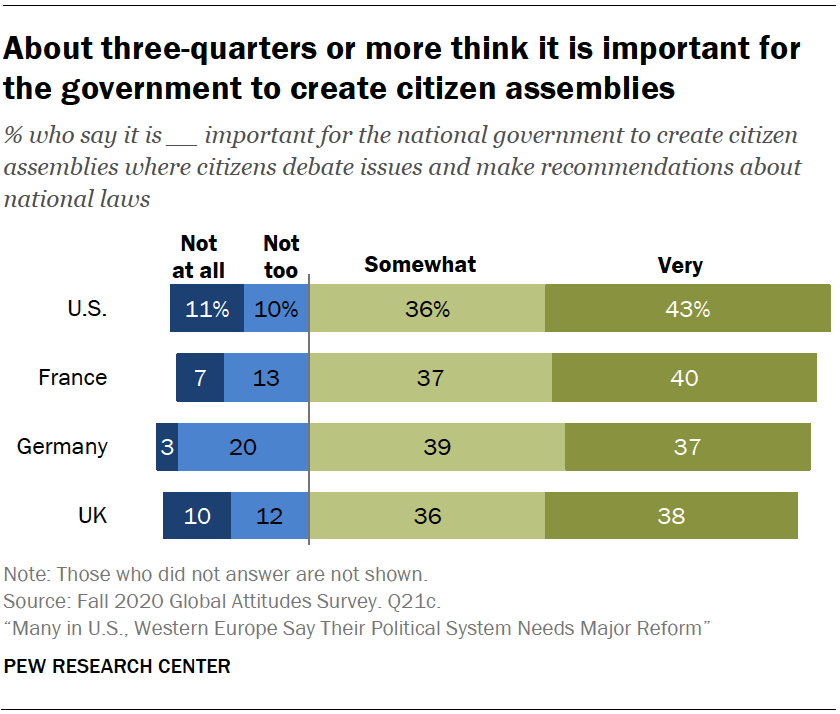 About three-quarters or more think it is important for
the government to create citizen assemblies
% who say it is __ important for the national government to create citizen
assemblies where citizens debate issues and make recommendations about
national laws
Not at all Not too Somewhat Very
U.S. 11% 10% 36% 43%
France 7 13 37 40
Germany 3 20 39 37
UK 10 12 36 38
Note: Those who did not answer are not shown.
Source: Fall 2020 Global Attitudes Survey. Q21c.
“Many in U.S., Western Europe Say Their Political System Needs Major Reform”
PEW RESEARCH CENTER